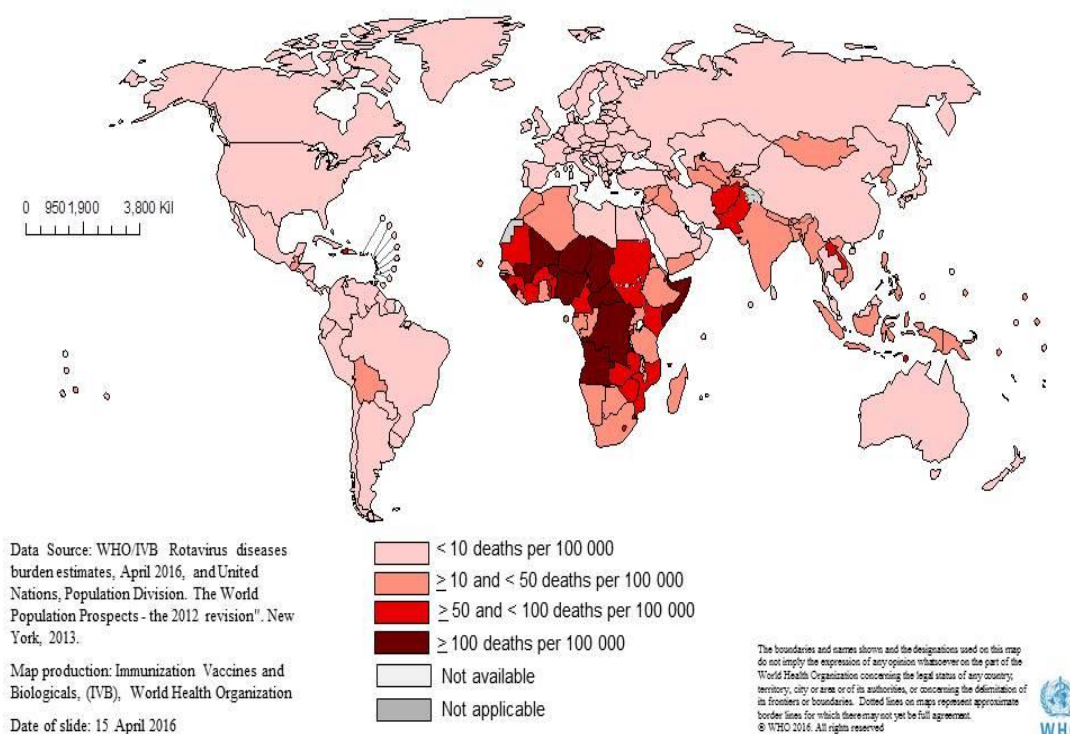 0 950 1,900 3,800 Kil
Data Source: WHO/IVB Rotavirus diseases
burden estimates, April 2016, and United
Nations, Population Division. The World
Population Prospects - the 2012 revision". New
York, 2013.
Map production: Immunization Vaccines and
Biologicals, (IVB), World Health Organization
Date of slide: 15 April 2016
< 10 deaths per 100 000
≥ 10 and < 50 deaths per 100 000
≥ 50 and < 100 deaths per 100 000
≥ 100 deaths per 100 000
Not available
Not applicable
The boundaries and names shown and the designations used on this map
do not imply the expression of any opinion whatsoever on the part of the
World Health Organization concerning the legal status of any country,
territory, city or area or of its authorities, or concerning the delimitation of
its frontiers or boundaries. Dotted lines on maps represent approximate
border lines for which there may not yet be full agreement.
© WHO 2016. All rights reserved
WH